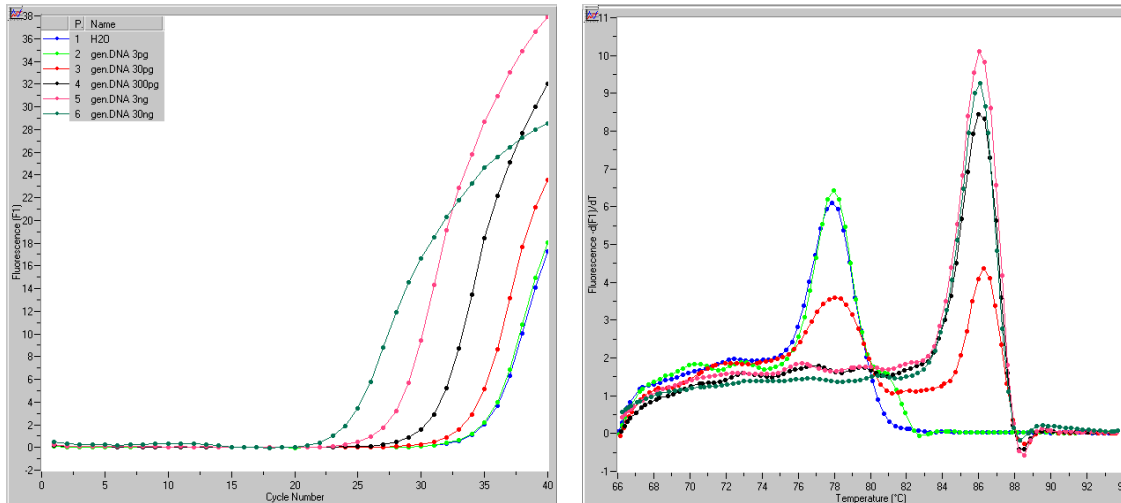 P. Name
1 H20
2 gen.DNA 3pg
3 gen.DNA 30pg
4 gen.DNA 300pg
5 gen.DNA 3ng
6 gen.DNA 30ng
38
36
34
32
30
28
26
24
22
20
18
16
14
12
10
8
6
4
2
0
-2
Fluorescence (F1)
0 5 10 15 20 25 30 35 40
Cycle Number
11
10
9
8
7
6
5
4
3
2
1
0
-1
Fluorescence -d(F1)/dT
66 68 70 72 74 76 78 80 82 84 86 88 90 92
Temperature (°C)